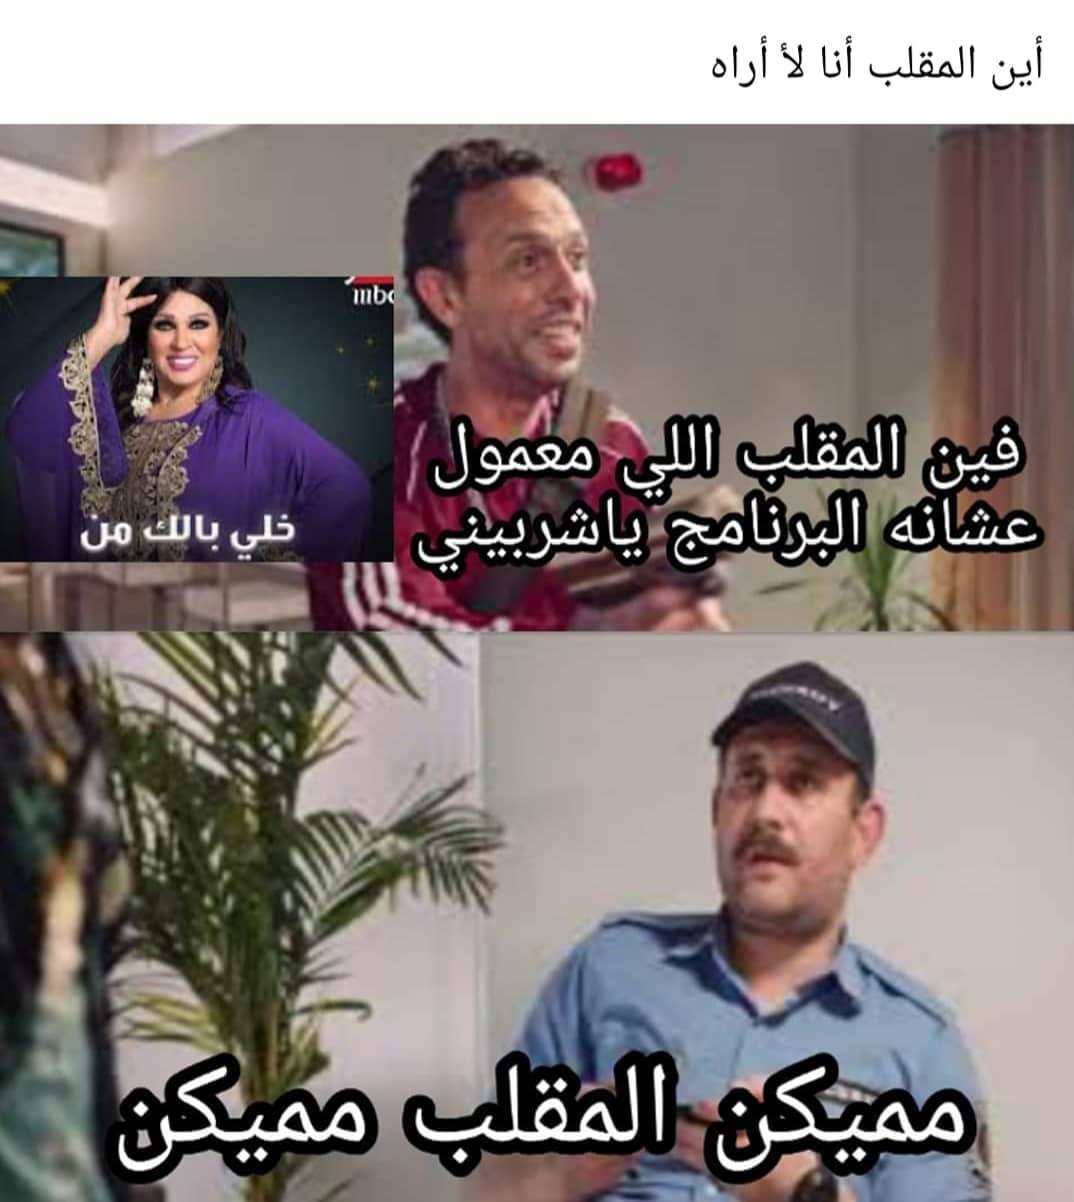 أين المقلب أنا لأ أراه
mbc
خلي بالك من
فين المقلب اللي معمول
عشانه البرنامج ياشربيني
مميكن المقلب مميكن